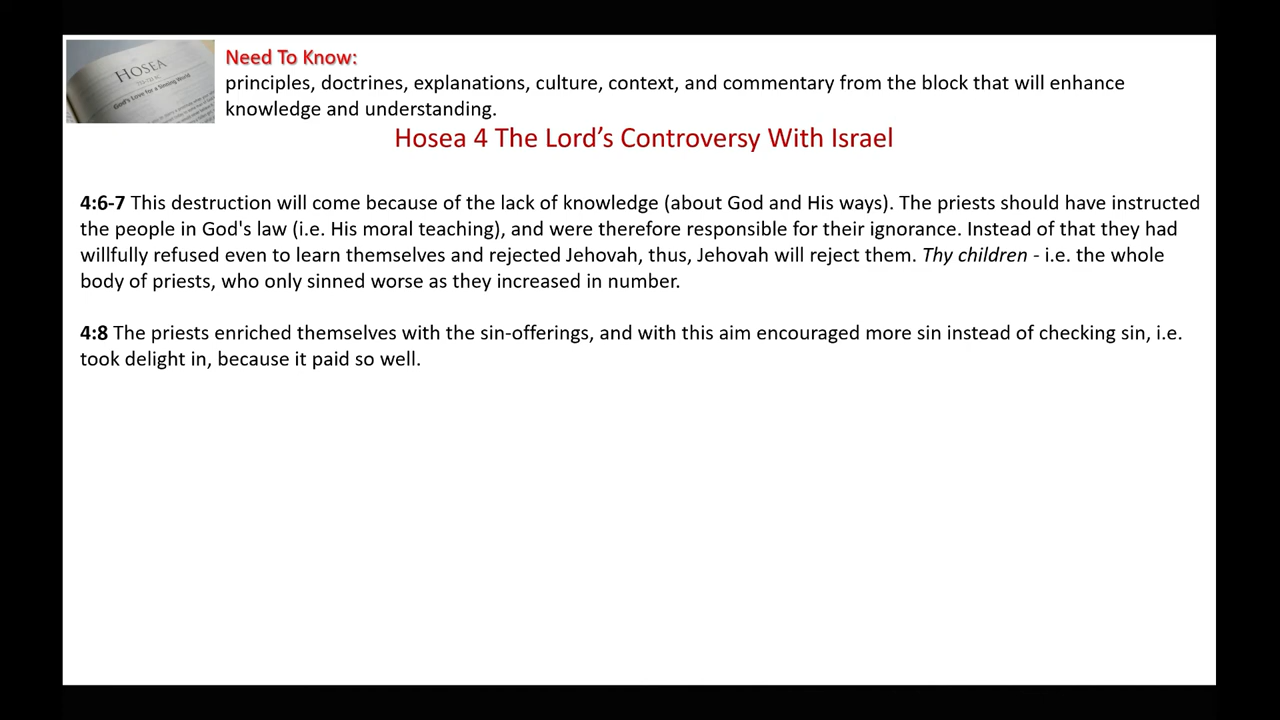 HOSEA
God's Love for a Sinning World
Need To Know:
principles, doctrines, explanations, culture, context, and commentary from the block that will enhance
knowledge and understanding.
Hosea 4 The Lord's Controversy With Israel
4:6-7 This destruction will come because of the lack of knowledge (about God and His ways). The priests should have instructed
the people in God's law (i.e. His moral teaching), and were therefore responsible for their ignorance. Instead of that they had
willfully refused even to learn themselves and rejected Jehovah, thus, Jehovah will reject them. Thy children - i.e. the whole
body of priests, who only sinned worse as they increased in number.
4:8 The priests enriched themselves with the sin-offerings, and with this aim encouraged more sin instead of checking sin, i.e.
took delight in, because it paid so well.